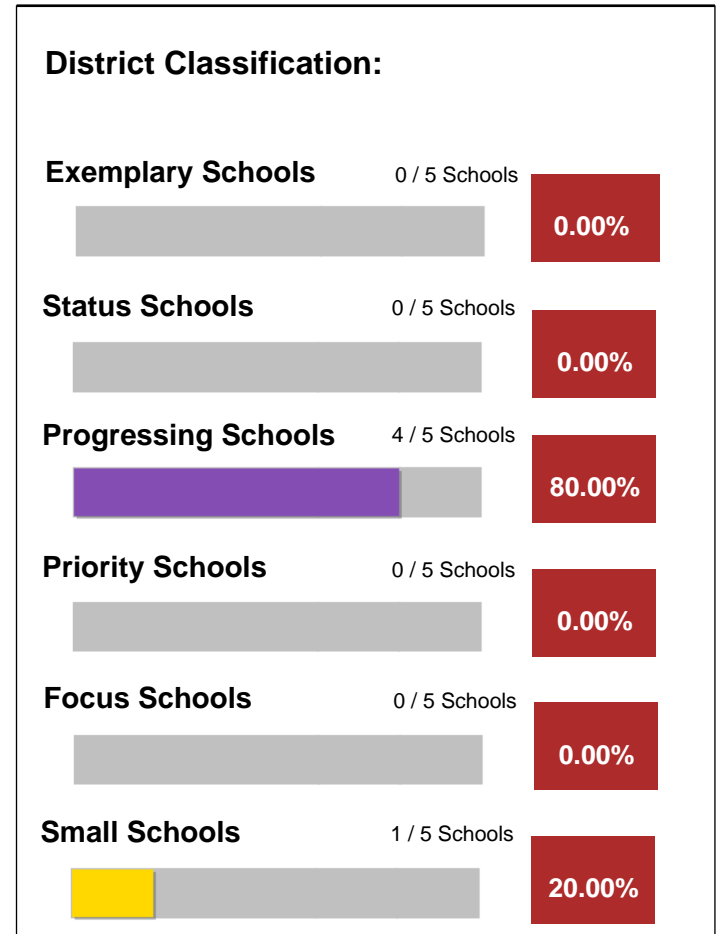 District Classification:
Exemplary Schools 0 / 5 Schools
0.00%
Status Schools 0 / 5 Schools
0.00%
Progressing Schools 4 / 5 Schools
80.00%
Priority Schools 0 / 5 Schools
0.00%
Focus Schools 0 / 5 Schools
0.00%
Small Schools 1 / 5 Schools
20.00%